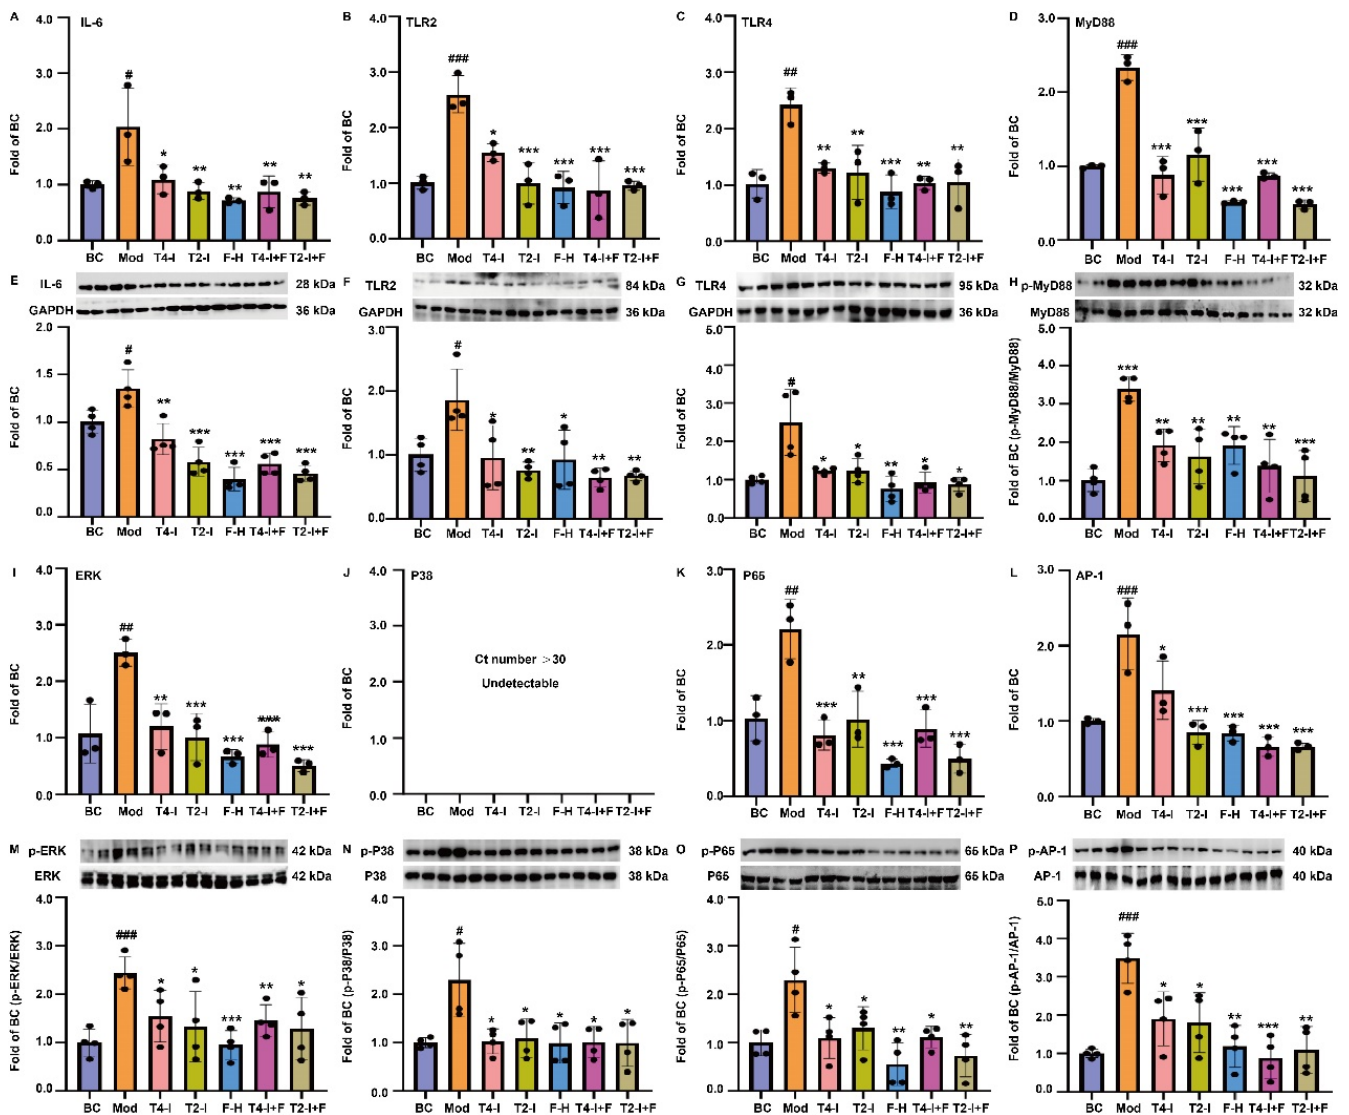 A IL-6
4.0
3.0
2.0
1.0
0.0
Fold of BC
# * ** ** ** **
BC Mod T4-I T2-I F-H T4-I+F T2-I+F
B TLR2
4.0
3.0
2.0
1.0
0.0
Fold of BC
### * *** *** *** ***
BC Mod T4-I T2-I F-H T4-I+F T2-I+F
C TLR4
4.0
3.0
2.0
1.0
0.0
Fold of BC
## ** ** *** ** **
BC Mod T4-I T2-I F-H T4-I+F T2-I+F
D MyD88
3.0
2.0
1.0
0.0
Fold of BC
### *** *** *** *** ***
BC Mod T4-I T2-I F-H T4-I+F T2-I+F
E IL-6 28 kDa
GAPDH 36 kDa
2.0
1.5
1.0
0.5
0.0
Fold of BC
# ** *** *** *** ***
BC Mod T4-I T2-I F-H T4-I+F T2-I+F
F TLR2 84 kDa
GAPDH 36 kDa
3.0
2.0
1.0
0.0
Fold of BC
# * ** * ** **
BC Mod T4-I T2-I F-H T4-I+F T2-I+F
G TLR4 95 kDa
GAPDH 36 kDa
5.0
4.0
3.0
2.0
1.0
0.0
Fold of BC
# * * ** * *
BC Mod T4-I T2-I F-H T4-I+F T2-I+F
H p-MyD88 32 kDa
MyD88 32 kDa
5.0
4.0
3.0
2.0
1.0
0.0
Fold of BC (p-MyD88/MyD88)
*** ** ** ** ** ***
BC Mod T4-I T2-I F-H T4-I+F T2-I+F
I ERK
4.0
3.0
2.0
1.0
0.0
Fold of BC
## ** *** *** *** ***
BC Mod T4-I T2-I F-H T4-I+F T2-I+F
J P38
4.0
3.0
2.0
1.0
0.0
Fold of BC
Ct number >30
Undetectable
BC Mod T4-I T2-I F-H T4-I+F T2-I+F
K P65
3.0
2.0
1.0
0.0
Fold of BC
## *** ** *** *** ***
BC Mod T4-I T2-I F-H T4-I+F T2-I+F
L AP-1
3.0
2.0
1.0
0.0
Fold of BC
### * *** *** *** ***
BC Mod T4-I T2-I F-H T4-I+F T2-I+F
M p-ERK 42 kDa
ERK 42 kDa
4.0
3.0
2.0
1.0
0.0
Fold of BC (p-ERK/ERK)
### * * *** ** *
BC Mod T4-I T2-I F-H T4-I+F T2-I+F
N p-P38 38 kDa
P38 38 kDa
4.0
3.0
2.0
1.0
0.0
Fold of BC (p-P38/P38)
# * * * * *
BC Mod T4-I T2-I F-H T4-I+F T2-I+F
O p-P65 65 kDa
P65 65 kDa
4.0
3.0
2.0
1.0
0.0
Fold of BC (p-P65/P65)
# * * ** * **
BC Mod T4-I T2-I F-H T4-I+F T2-I+F
P p-AP-1 40 kDa
AP-1 40 kDa
5.0
4.0
3.0
2.0
1.0
0.0
Fold of BC (p-AP-1/AP-1)
### * * ** *** **
BC Mod T4-I T2-I F-H T4-I+F T2-I+F